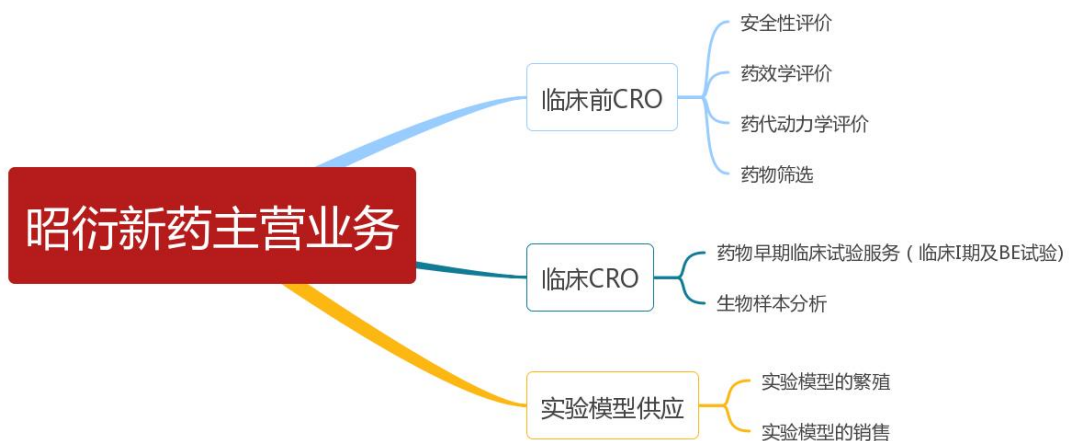 昭衍新药主营业务
临床前CRO
安全性评价
药效学评价
药代动力学评价
药物筛选
临床CRO
药物早期临床试验服务（临床I期及BE试验)
生物样本分析
实验模型供应
实验模型的繁殖
实验模型的销售